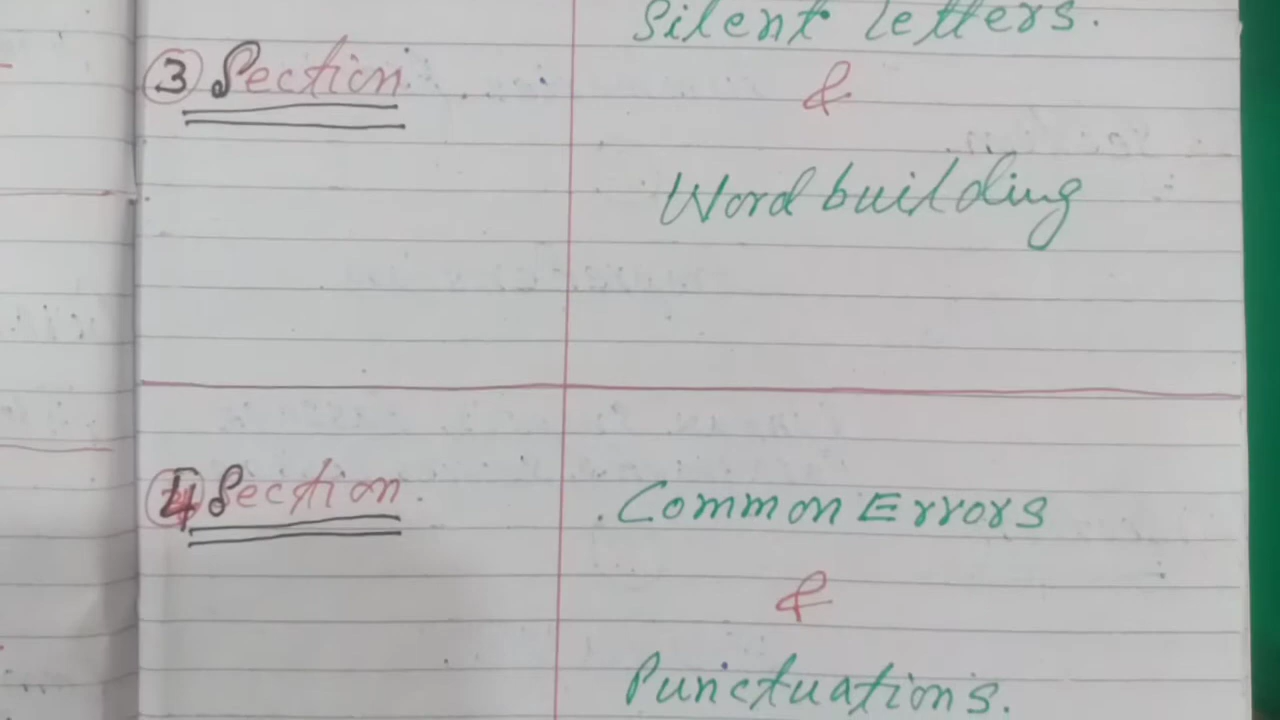 Silent Letters.
③ Section.
&
Word building
④ Section.
Common Errors
&
Punctuations.